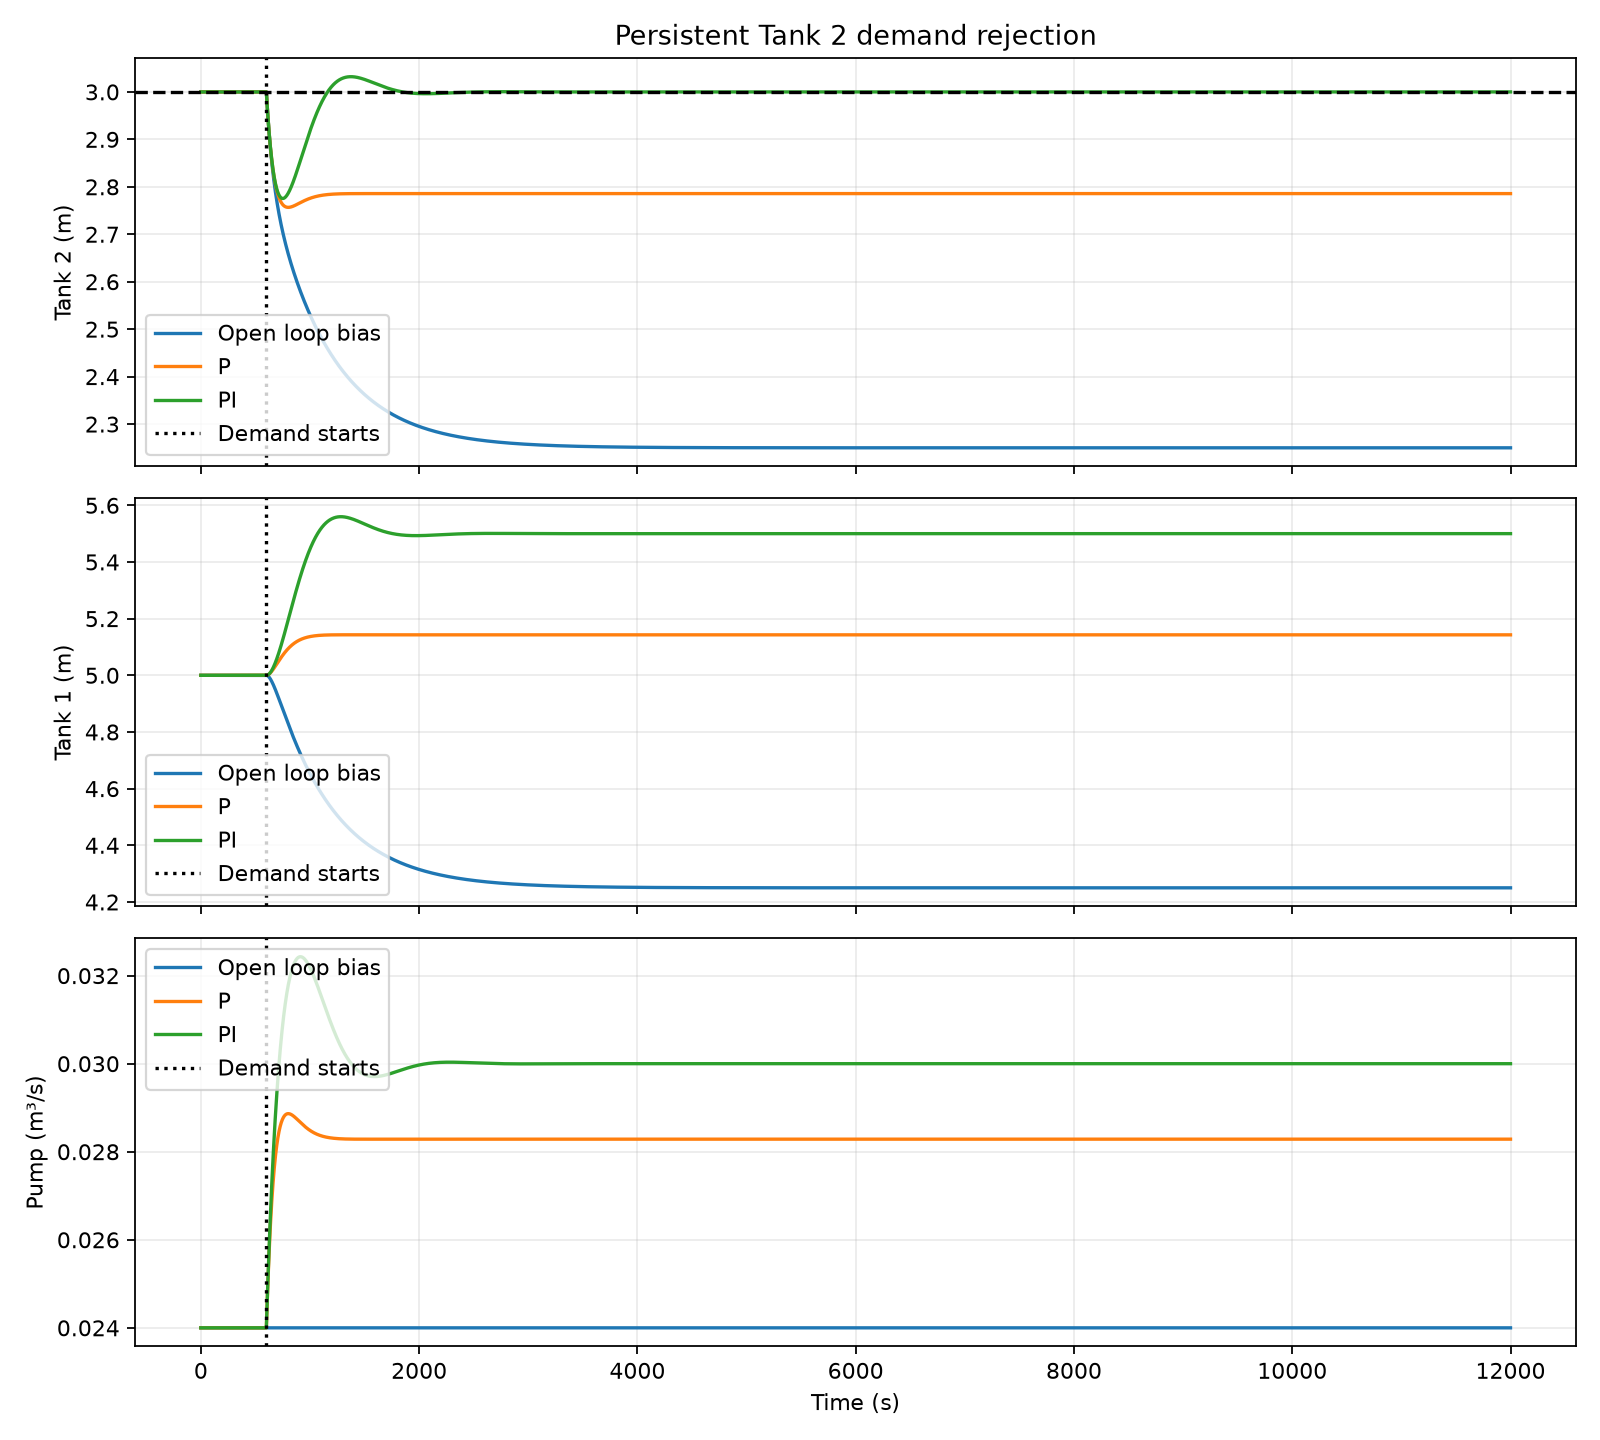 Persistent Tank 2 demand rejection
Tank 2 (m)
3.0
2.9
2.8
2.7
2.6
2.5
2.4
2.3
Open loop bias
P
PI
Demand starts
Tank 1 (m)
5.6
5.4
5.2
5.0
4.8
4.6
4.4
4.2
Open loop bias
P
PI
Demand starts
Pump (m³/s)
0.032
0.030
0.028
0.026
0.024
Open loop bias
P
PI
Demand starts
0 2000 4000 6000 8000 10000 12000
Time (s)